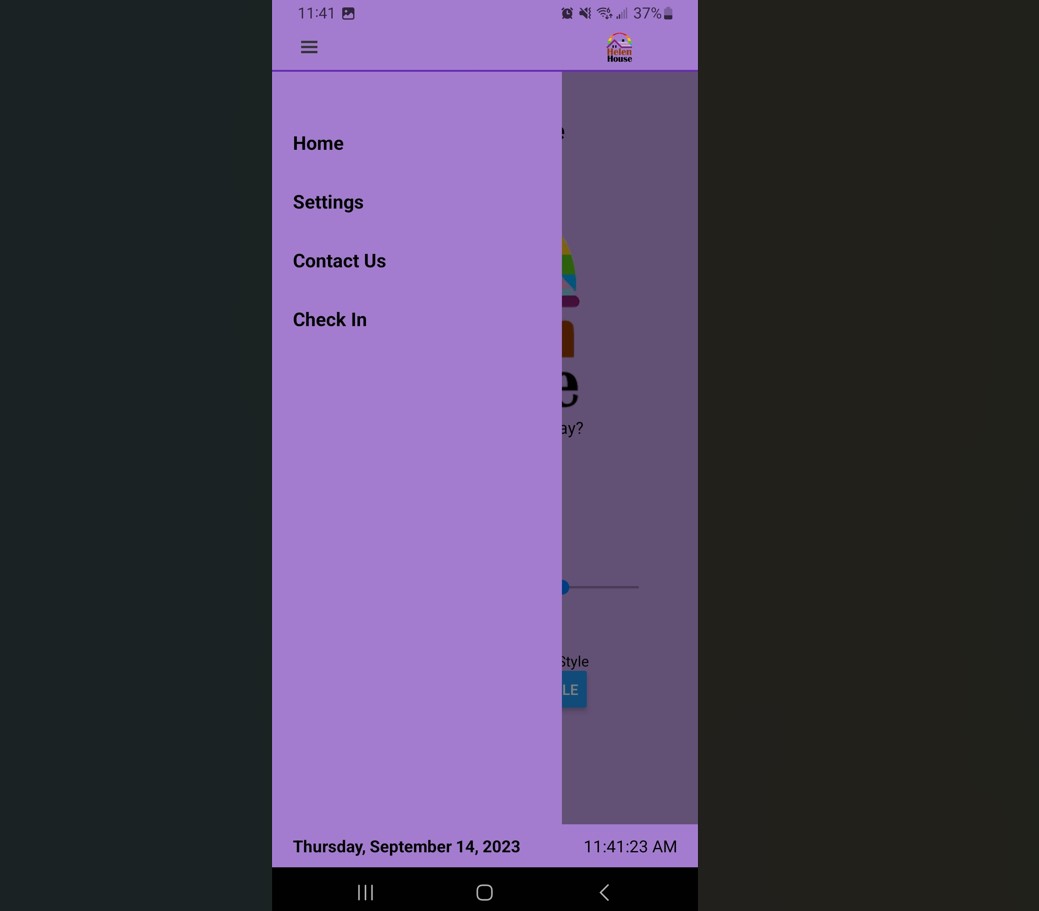 11:41
37%
Helen
House
Home
Settings
Contact Us
Check In
e
ay?
Style
LE
Thursday, September 14, 2023
11:41:23 AM